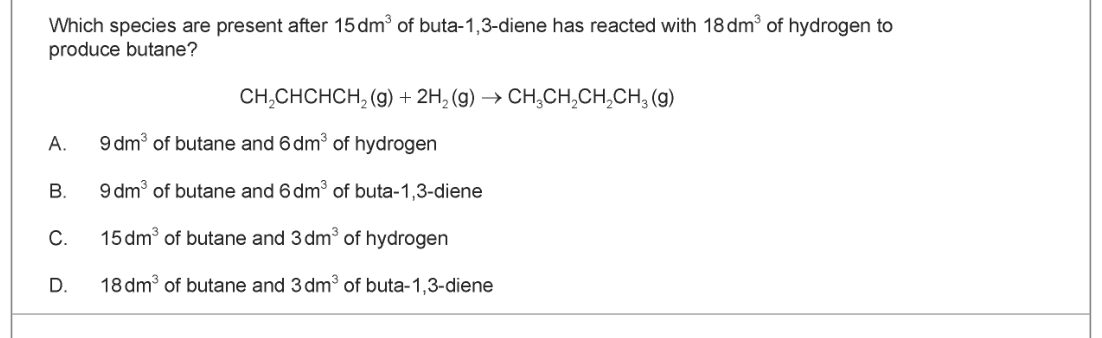 Which species are present after 15 dm³ of buta-1,3-diene has reacted with 18 dm³ of hydrogen to
produce butane?
CH₂CHCHCH₂ (g) + 2H₂ (g) → CH₃CH₂CH₂CH₃ (g)
A. 9 dm³ of butane and 6 dm³ of hydrogen
B. 9 dm³ of butane and 6 dm³ of buta-1,3-diene
C. 15 dm³ of butane and 3 dm³ of hydrogen
D. 18 dm³ of butane and 3 dm³ of buta-1,3-diene